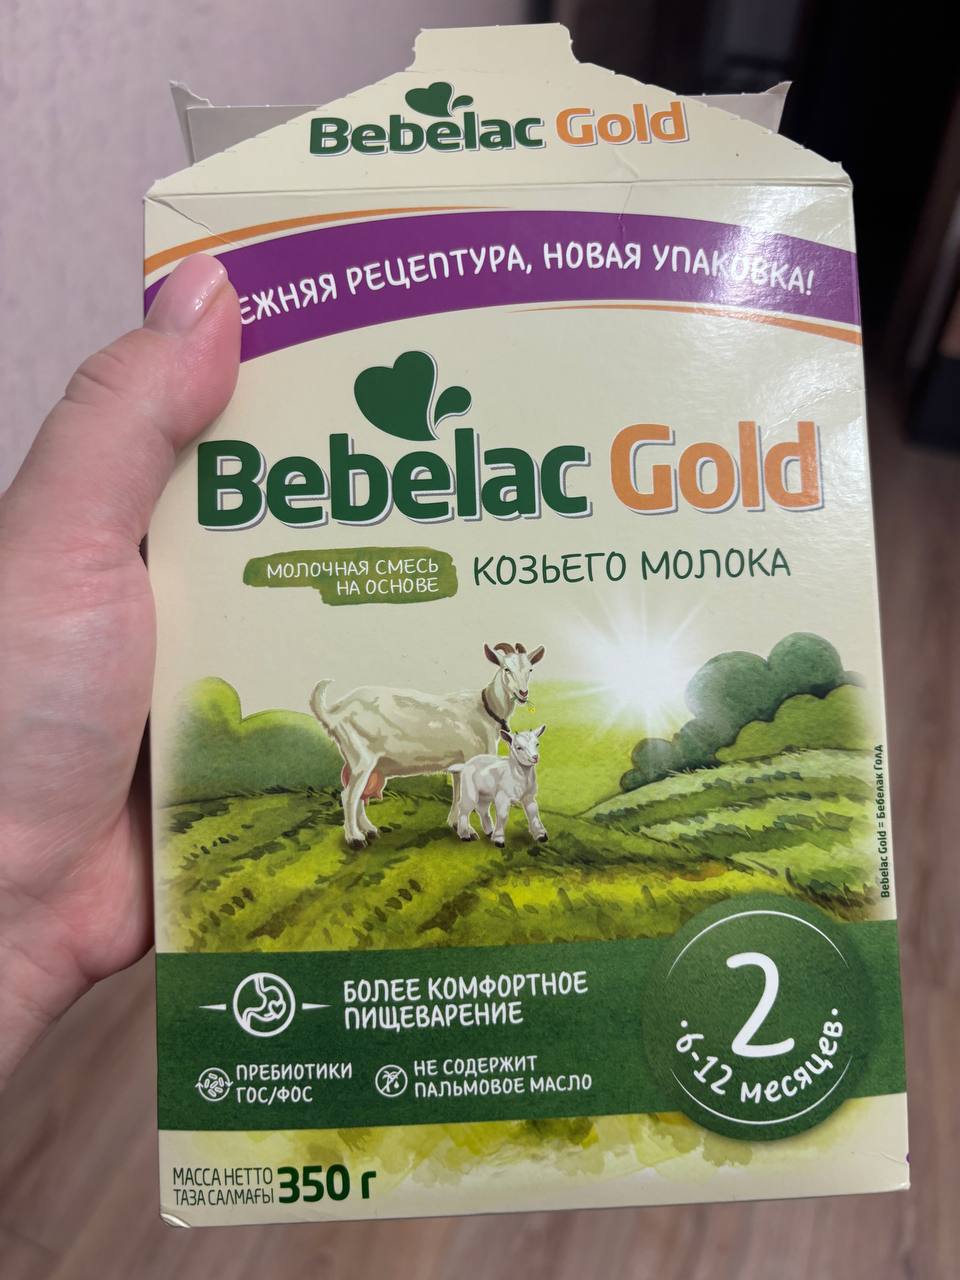 Bebelac Gold
РЕЦЕПТУРА, НОВАЯ УПАКОВКА!
Bebelac Gold
МОЛОЧНАЯ СМЕСЬ
НА ОСНОВЕ
КОЗЬЕГО МОЛОКА
Bebelac Gold = Бебелак Голд
БОЛЕЕ КОМФОРТНОЕ
ПИЩЕВАРЕНИЕ
ПРЕБИОТИКИ
ГОС/ФОС
НЕ СОДЕРЖИТ
ПАЛЬМОВОЕ МАСЛО
2
•6-12 месяцев•
МАССА НЕТТО
ТАЗА САЛМАҒЫ
350 г